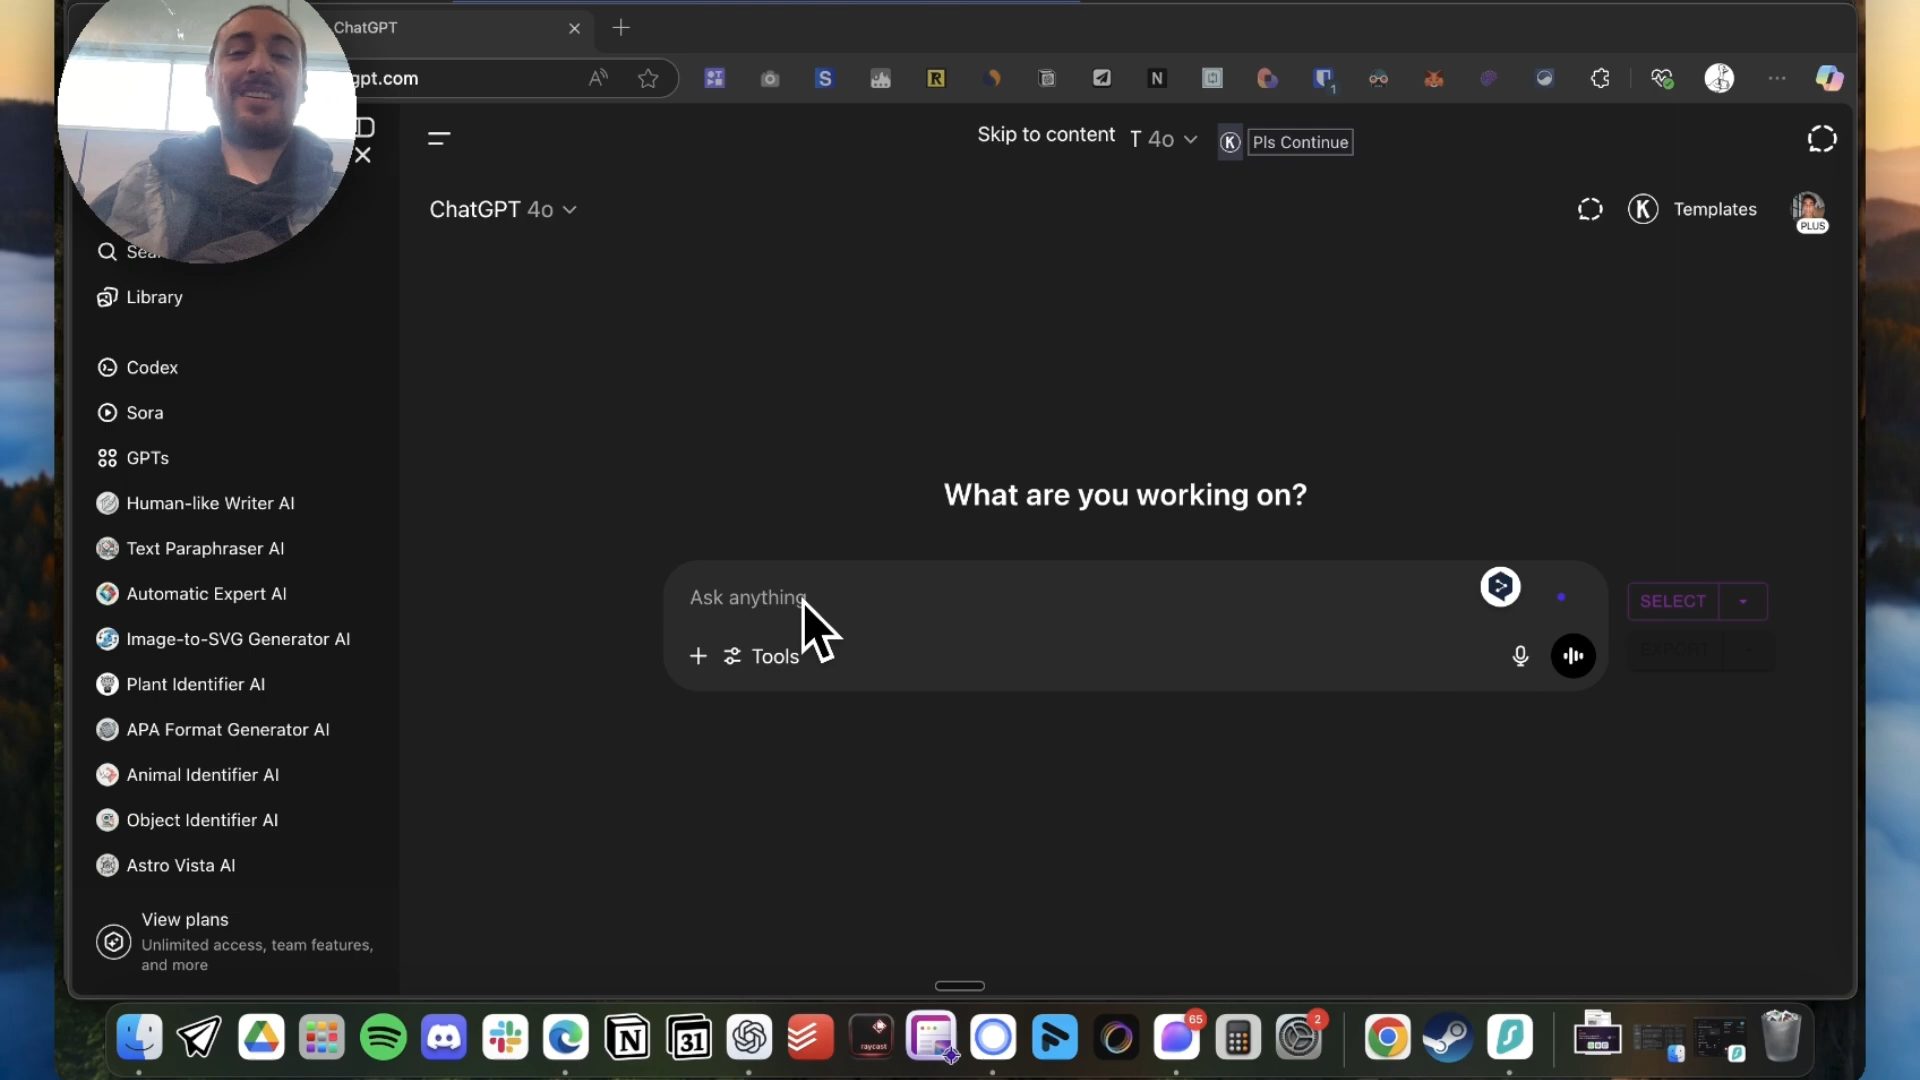 ChatGPT
gpt.com
Skip to content
T 4o
Pls Continue
ChatGPT 4o
Templates
PLUS
Library
Codex
Sora
GPTs
Human-like Writer AI
Text Paraphraser AI
Automatic Expert AI
Image-to-SVG Generator AI
Plant Identifier AI
APA Format Generator AI
Animal Identifier AI
Object Identifier AI
Astro Vista AI
View plans
Unlimited access, team features,
and more
What are you working on?
Ask anything
Tools
SELECT
EXPORT
31
raycast
65
2